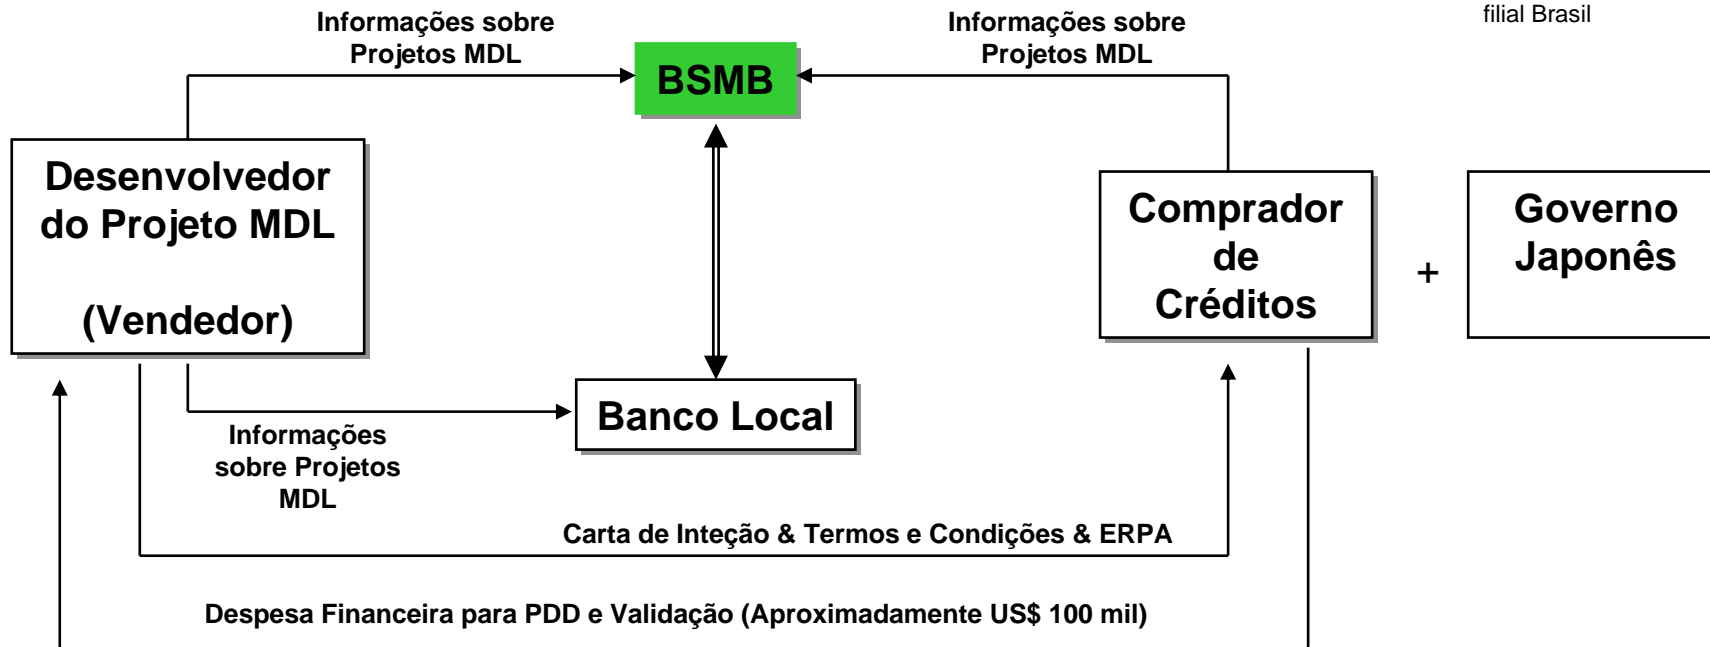 Informações sobre
Projetos MDL
Informações sobre
Projetos MDL
filial Brasil
BSMB
Desenvolvedor
do Projeto MDL
(Vendedor)
Comprador
de
Créditos
+
Governo
Japonês
Banco Local
Informações
sobre Projetos
MDL
Carta de Inteção & Termos e Condições & ERPA
Despesa Financeira para PDD e Validação (Aproximadamente US$ 100 mil)